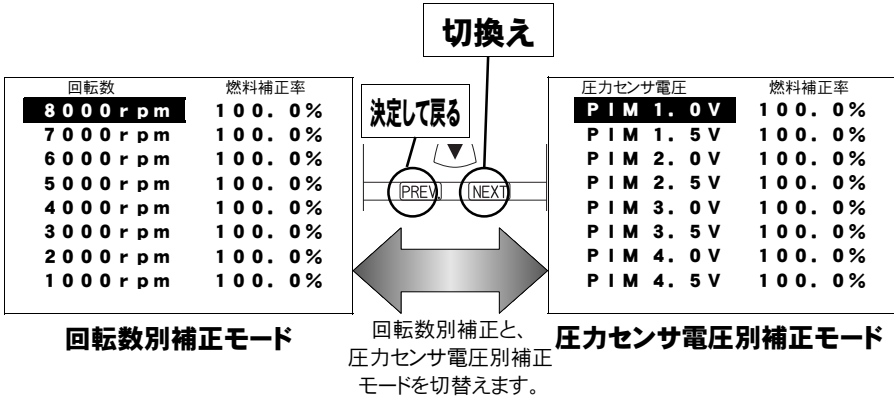 切換え
回転数 燃料補正率
8000rpm 100.0%
7000rpm 100.0%
6000rpm 100.0%
5000rpm 100.0%
4000rpm 100.0%
3000rpm 100.0%
2000rpm 100.0%
1000rpm 100.0%
回転数別補正モード
決定して戻る
PREV. NEXT
回転数別補正と、
圧力センサ電圧別補正
モードを切替えます。
圧力センサ電圧 燃料補正率
PIM 1.0V 100.0%
PIM 1.5V 100.0%
PIM 2.0V 100.0%
PIM 2.5V 100.0%
PIM 3.0V 100.0%
PIM 3.5V 100.0%
PIM 4.0V 100.0%
PIM 4.5V 100.0%
圧力センサ電圧別補正モード